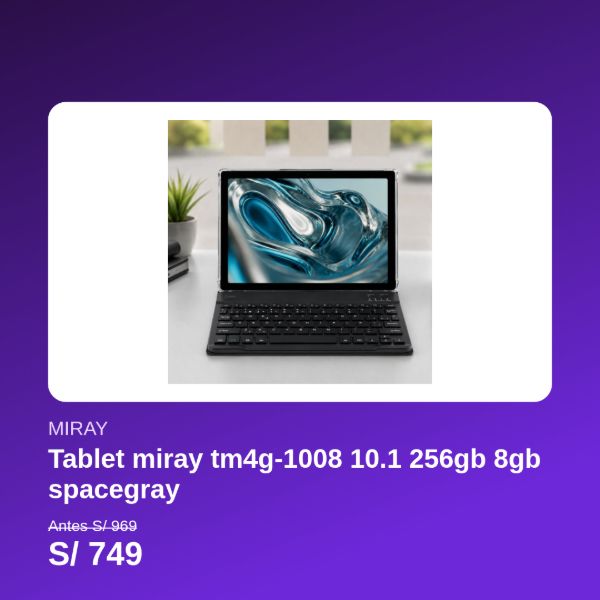 MIRAY
Tablet miray tm4g-1008 10.1 256gb 8gb
spacegray
Antes S/ 969
S/ 749